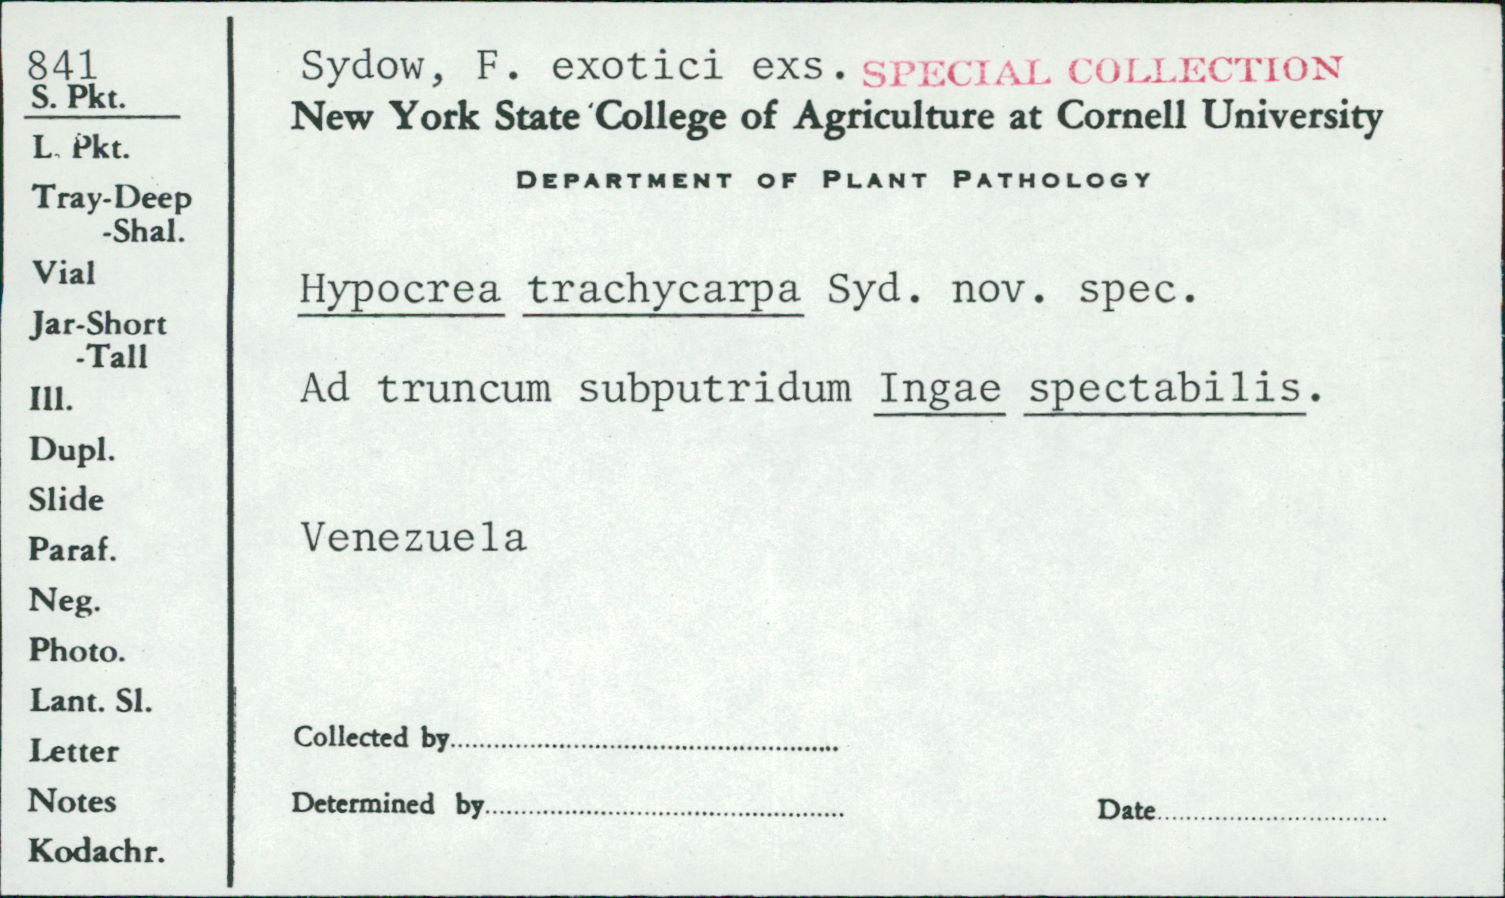 841
S. Pkt.
L. Pkt.
Tray-Deep
-Shal.
Vial
Jar-Short
-Tall
Ill.
Dupl.
Slide
Paraf.
Neg.
Photo.
Lant. Sl.
Letter
Notes
Kodachr.
Sydow, F. exotici exs. SPECIAL COLLECTION
New York State College of Agriculture at Cornell University
DEPARTMENT OF PLANT PATHOLOGY
Hypocrea trachycarpa Syd. nov. spec.
Ad truncum subputridum Ingae spectabilis.
Venezuela
Collected by
Determined by
Date